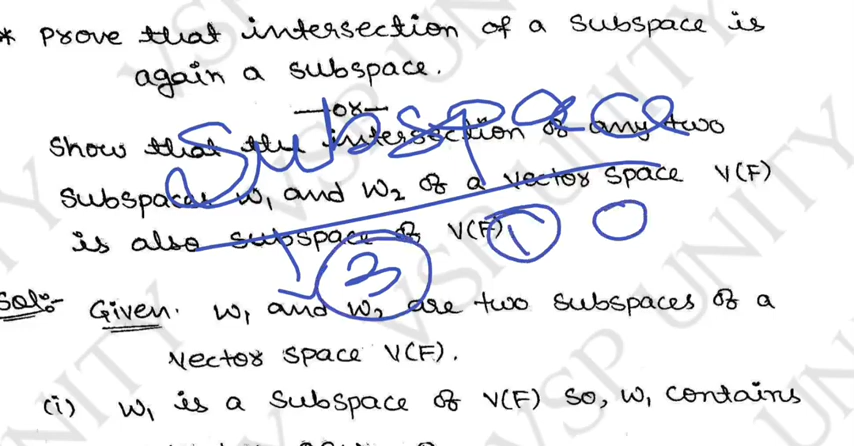 * Prove that intersection of a subspace is
again a subspace.
—or—
Show that the intersection of any two
Subspaces W₁ and W₂ of a vector space V(F)
is also subspace of V(F)
Subspace
① ○
③
Sol:- Given. W₁ and W₂ are two subspaces of a
vector space V(F).
(i) W₁ is a subspace of V(F) so, W₁ contains
VSP UNITY